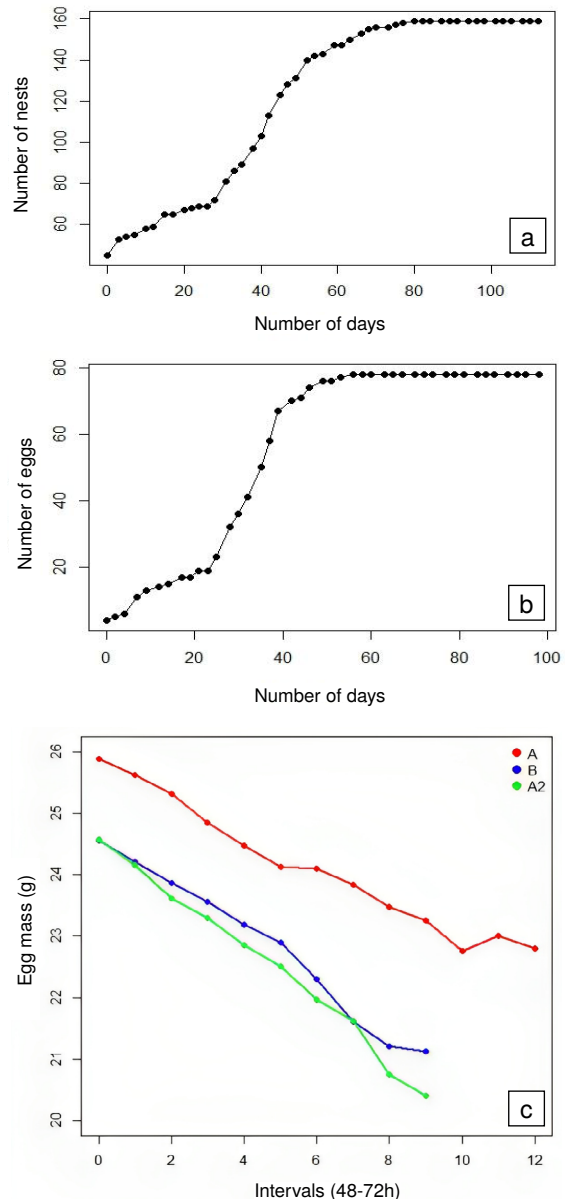 Number of nests
160
140
120
100
80
60
a
0 20 40 60 80 100
Number of days
Number of eggs
80
60
40
20
b
0 20 40 60 80 100
Number of days
Egg mass (g)
26
25
24
23
22
21
20
A
B
A2
c
0 2 4 6 8 10 12
Intervals (48-72h)